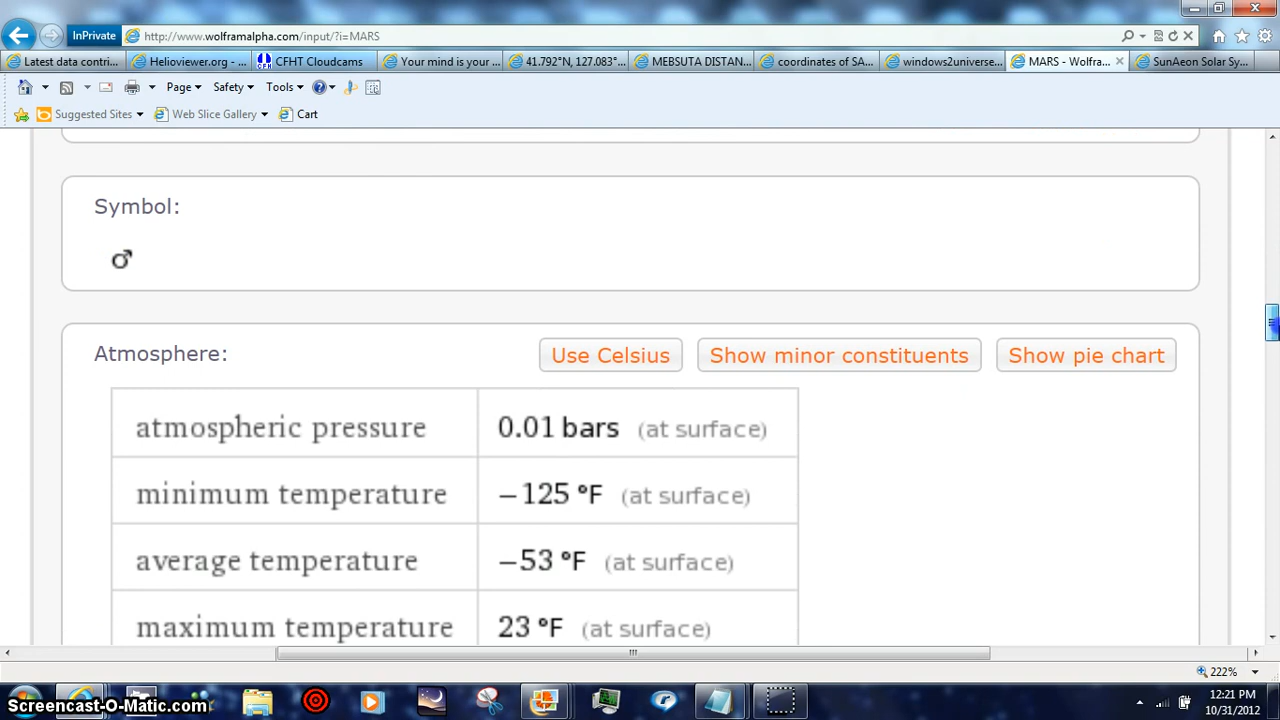 InPrivate http://www.wolframalpha.com/input/?i=MARS
Latest data contri... Helioviewer.org - ... CFHT Cloudcams Your mind is your ... 41.792°N, 127.083°... MEBSUTA DISTAN... coordinates of SA... windows2universe... MARS - Wolfra... SunAeon Solar Sy...
Page Safety Tools
Suggested Sites Web Slice Gallery Cart
Symbol:
♂
Atmosphere: Use Celsius Show minor constituents Show pie chart
atmospheric pressure 0.01 bars (at surface)
minimum temperature −125 °F (at surface)
average temperature −53 °F (at surface)
maximum temperature 23 °F (at surface)
222%
Screencast-O-Matic.com
12:21 PM
10/31/2012